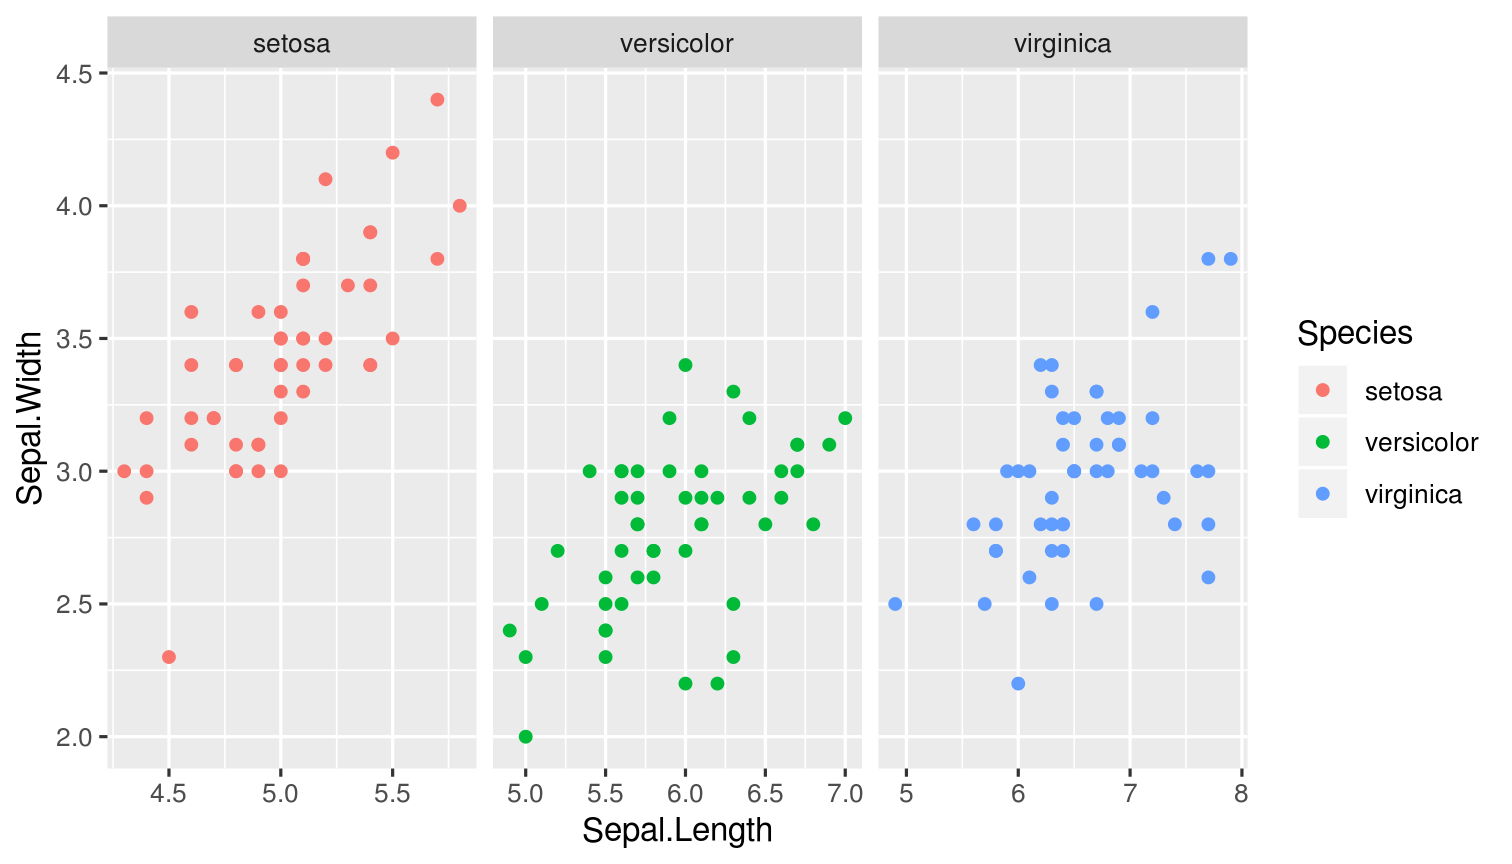 setosa
versicolor
virginica
4.5
4.0
3.5
3.0
2.5
2.0
Sepal.Width
4.5 5.0 5.5
5.0 5.5 6.0 6.5 7.0
5 6 7 8
Sepal.Length
Species
setosa
versicolor
virginica